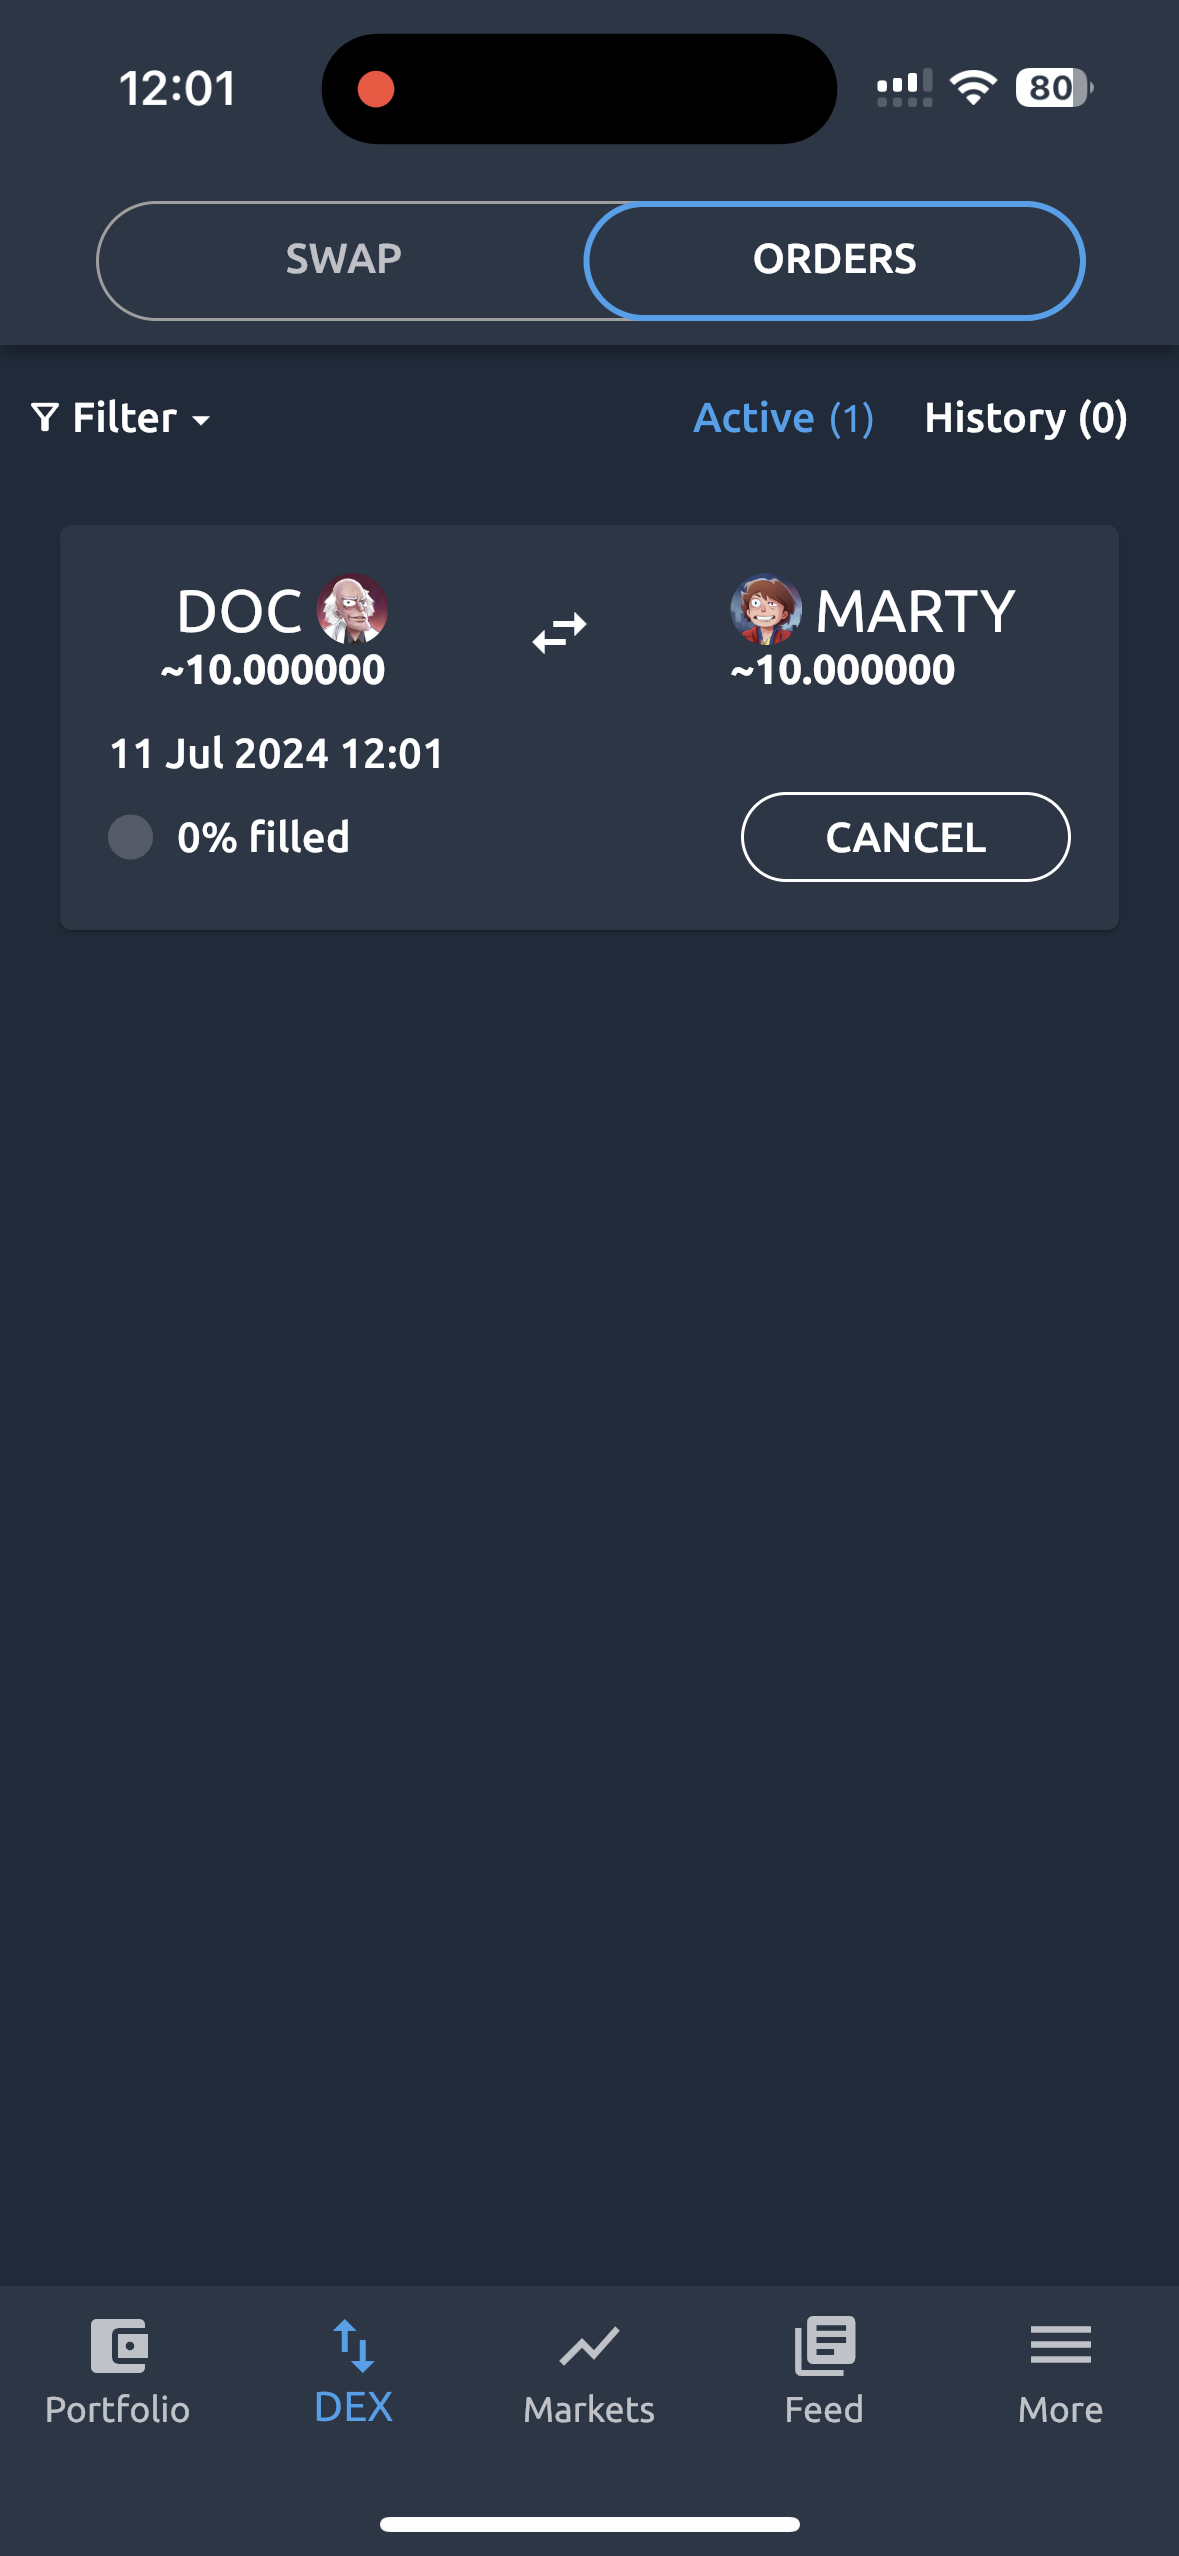 12:01
80
SWAP ORDERS
Filter Active (1) History (0)
DOC MARTY
~10.000000 ~10.000000
11 Jul 2024 12:01
0% filled CANCEL
Portfolio DEX Markets Feed More